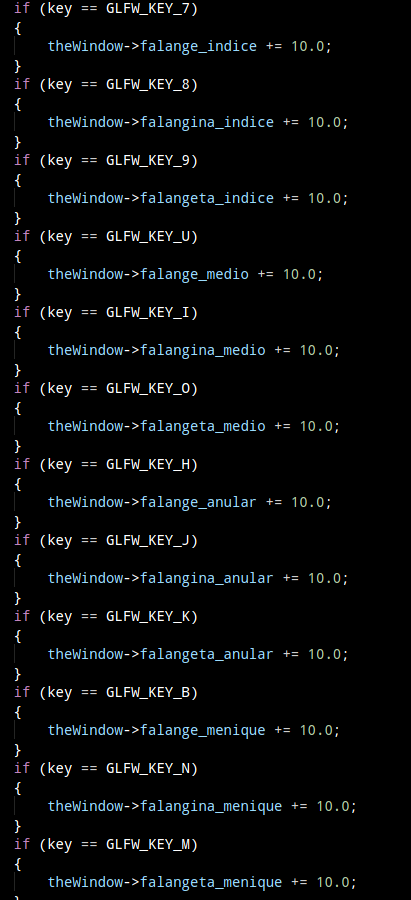 if (key == GLFW_KEY_7)
{
    theWindow->falange_indice += 10.0;
}
if (key == GLFW_KEY_8)
{
    theWindow->falangina_indice += 10.0;
}
if (key == GLFW_KEY_9)
{
    theWindow->falangeta_indice += 10.0;
}
if (key == GLFW_KEY_U)
{
    theWindow->falange_medio += 10.0;
}
if (key == GLFW_KEY_I)
{
    theWindow->falangina_medio += 10.0;
}
if (key == GLFW_KEY_O)
{
    theWindow->falangeta_medio += 10.0;
}
if (key == GLFW_KEY_H)
{
    theWindow->falange_anular += 10.0;
}
if (key == GLFW_KEY_J)
{
    theWindow->falangina_anular += 10.0;
}
if (key == GLFW_KEY_K)
{
    theWindow->falangeta_anular += 10.0;
}
if (key == GLFW_KEY_B)
{
    theWindow->falange_menique += 10.0;
}
if (key == GLFW_KEY_N)
{
    theWindow->falangina_menique += 10.0;
}
if (key == GLFW_KEY_M)
{
    theWindow->falangeta_menique += 10.0;
}